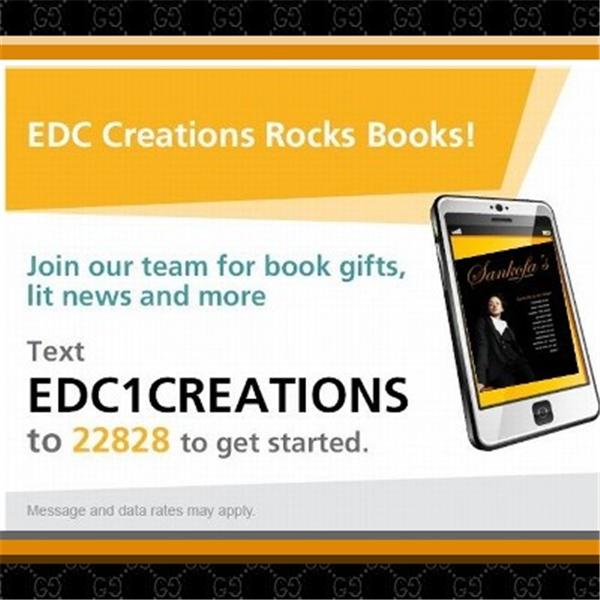 EDC Creations Rocks Books!
Join our team for book gifts,
lit news and more
Text
EDC1CREATIONS
to 22828 to get started.
Message and data rates may apply.
Sankofa's